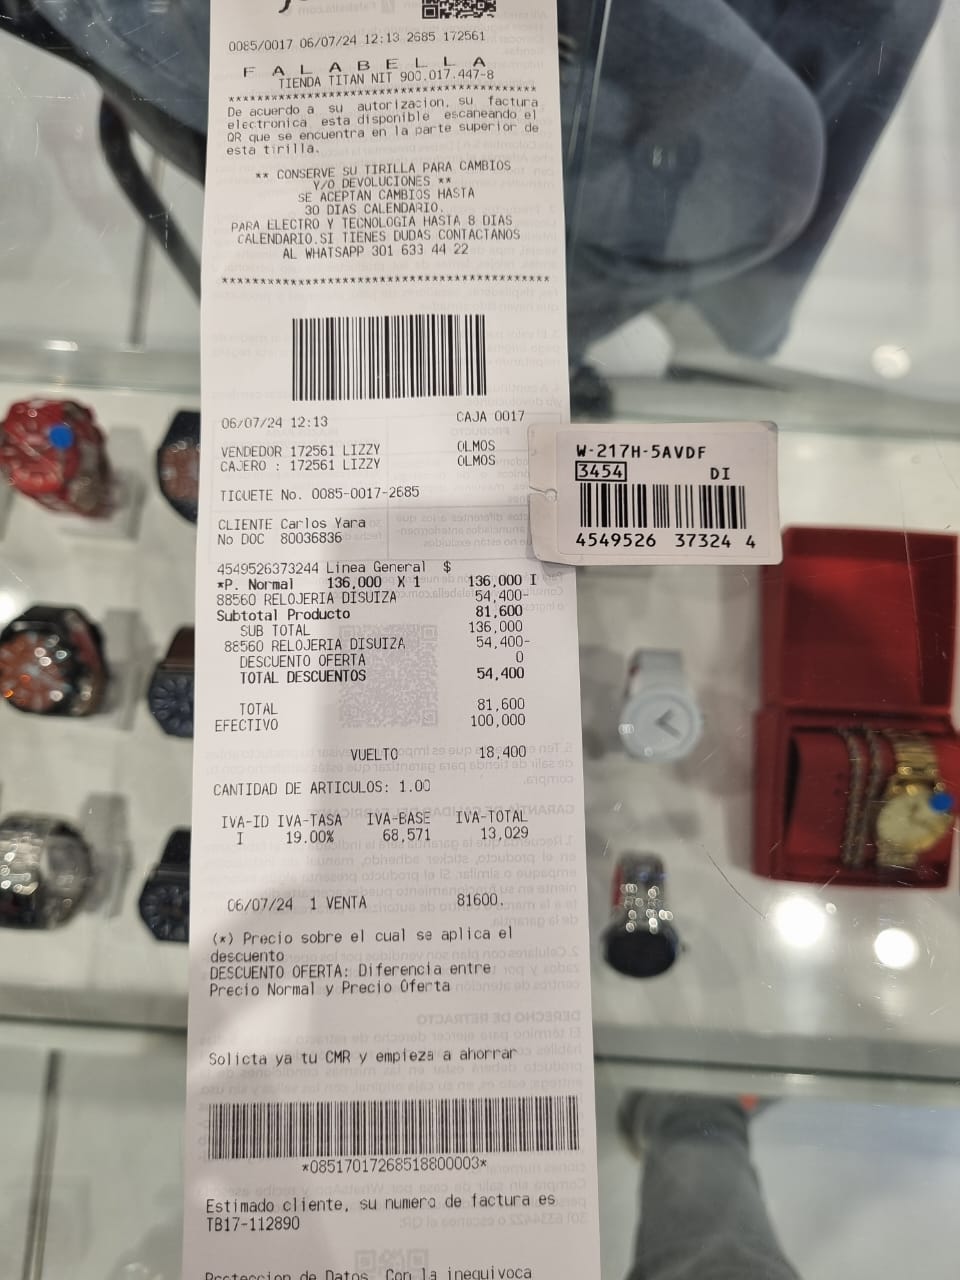 0085/0017 06/07/24 12:13 2685 172561
F A L A B E L L A
TIENDA TITAN NIT 900.017.447-8
**************************************************
De acuerdo a su autorizacion, su factura
electronica esta disponible escaneando el
QR que se encuentra en la parte superior de
esta tirilla.
** CONSERVE SU TIRILLA PARA CAMBIOS
Y/O DEVOLUCIONES **
SE ACEPTAN CAMBIOS HASTA
30 DIAS CALENDARIO.
PARA ELECTRO Y TECNOLOGIA HASTA 8 DIAS
CALENDARIO.SI TIENES DUDAS CONTACTANOS
AL WHATSAPP 301 633 44 22
**************************************************
06/07/24 12:13 CAJA 0017
VENDEDOR 172561 LIZZY OLMOS
CAJERO : 172561 LIZZY OLMOS
TIQUETE No. 0085-0017-2685
CLIENTE Carlos Yara
No DOC 80036836
4549526373244 Linea General $
*P. Normal 136,000 X 1 136,000 I
88560 RELOJERIA DISUIZA 54,400-
Subtotal Producto 81,600
SUB TOTAL 136,000
88560 RELOJERIA DISUIZA 54,400-
DESCUENTO OFERTA 0
TOTAL DESCUENTOS 54,400
TOTAL 81,600
EFECTIVO 100,000
VUELTO 18,400
CANTIDAD DE ARTICULOS: 1.00
IVA-ID IVA-TASA IVA-BASE IVA-TOTAL
I 19.00% 68,571 13,029
06/07/24 1 VENTA 81600.
(*) Precio sobre el cual se aplica el
descuento
DESCUENTO OFERTA: Diferencia entre
Precio Normal y Precio Oferta
Solicta ya tu CMR y empieza a ahorrar
*08517017268518800003*
Estimado cliente, su numero de factura es
TB17-112890
Proteccion de Datos. Con la inequivoca
W-217H-5AVDF
3454 DI
4549526 37324 4